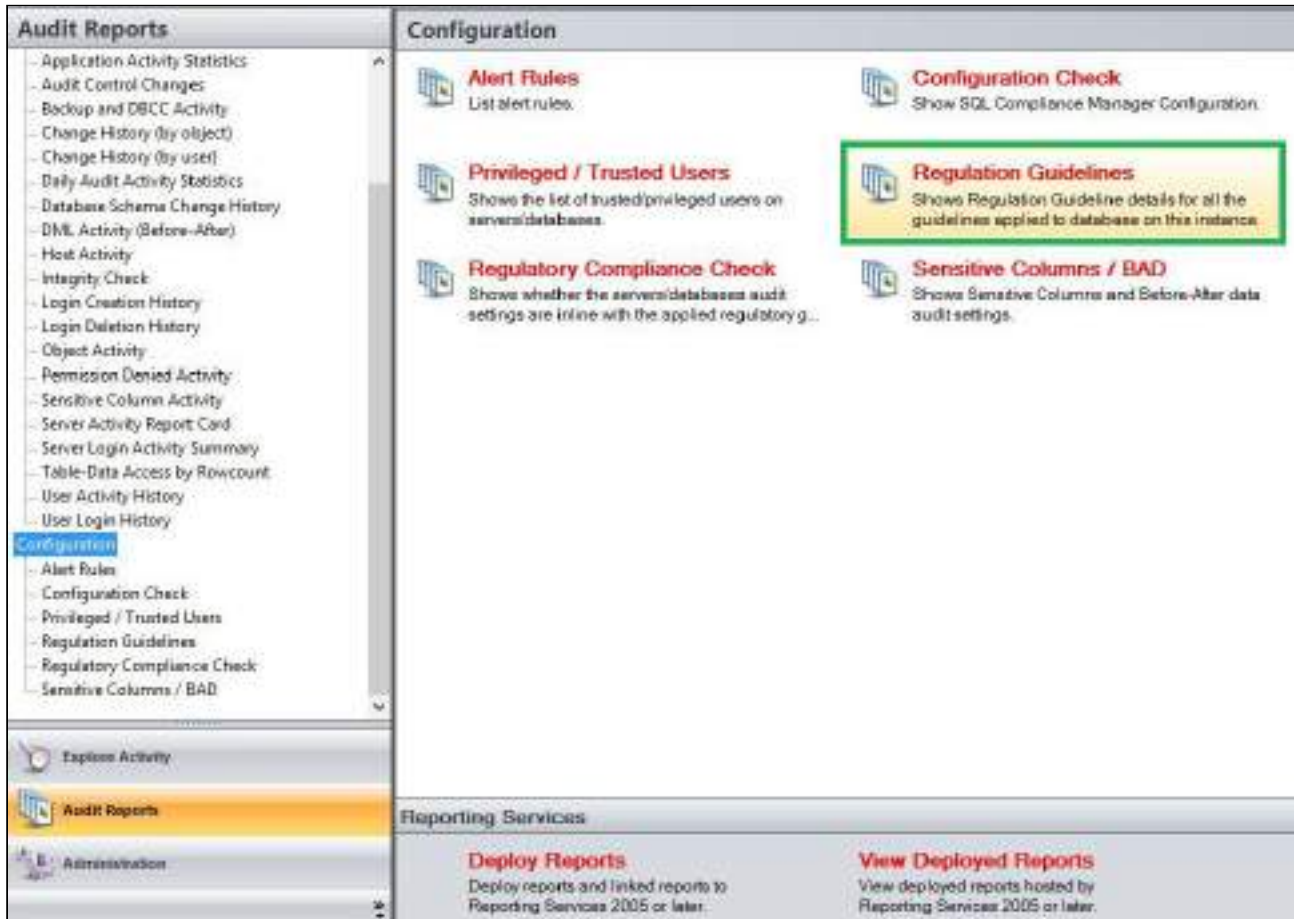 Audit Reports
Application Activity Statistics
Audit Control Changes
Backup and DBCC Activity
Change History (by object)
Change History (by user)
Daily Audit Activity Statistics
Database Schema Change History
DML Activity (Before-After)
Host Activity
Integrity Check
Login Creation History
Login Deletion History
Object Activity
Permission Denied Activity
Sensitive Column Activity
Server Activity Report Card
Server Login Activity Summary
Table-Data Access by Rowcount
User Activity History
User Login History
Configuration
Alert Rules
Configuration Check
Privileged / Trusted Users
Regulation Guidelines
Regulatory Compliance Check
Sensitive Columns / BAD
Explore Activity
Audit Reports
Administration
Configuration
Alert Rules
List alert rules.
Configuration Check
Show SQL Compliance Manager Configuration.
Privileged / Trusted Users
Shows the list of trusted/privileged users on
servers/databases.
Regulation Guidelines
Shows Regulation Guideline details for all the
guidelines applied to database on this instance
Regulatory Compliance Check
Shows whether the servers/databases audit
settings are inline with the applied regulatory g...
Sensitive Columns / BAD
Shows Sensitive Columns and Before-After data
audit settings.
Reporting Services
Deploy Reports
Deploy reports and linked reports to
Reporting Services 2005 or later.
View Deployed Reports
View deployed reports hosted by
Reporting Services 2005 or later.